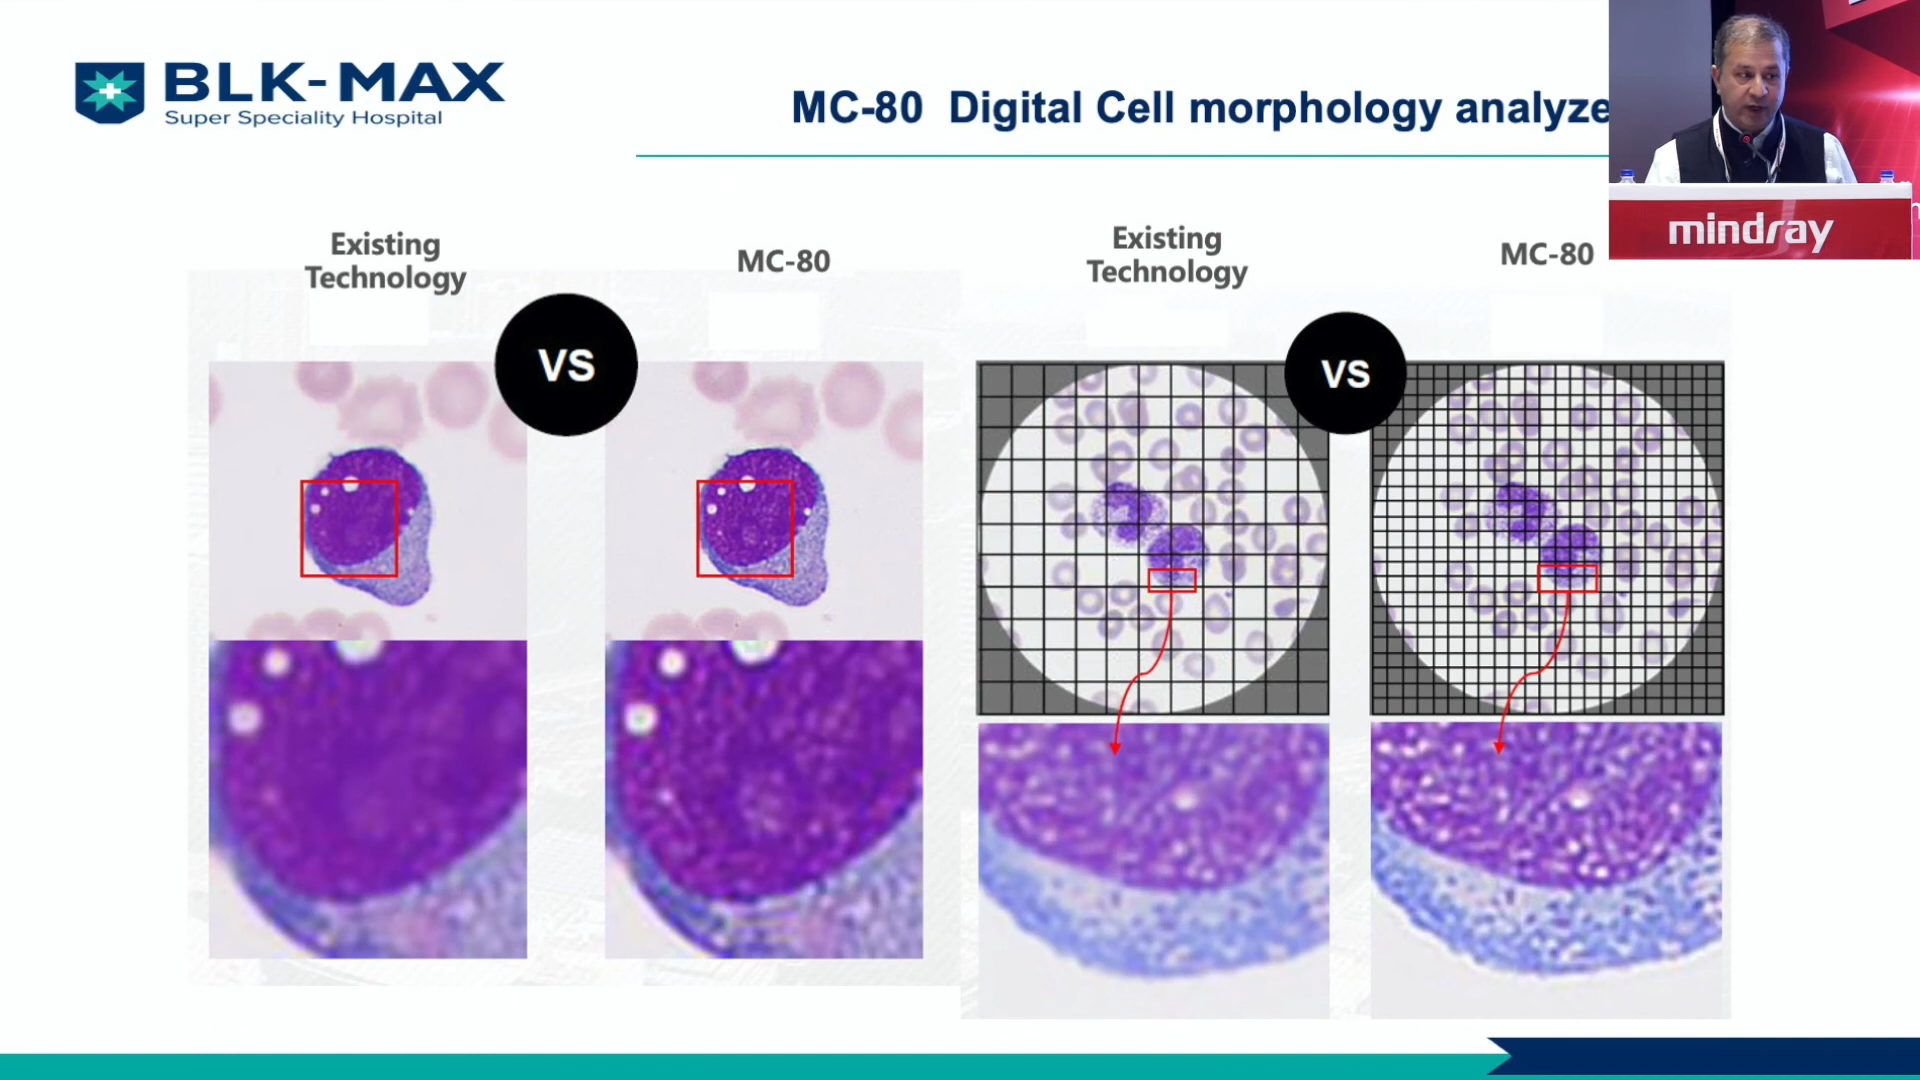 BLK-MAX
Super Speciality Hospital
MC-80 Digital Cell morphology analyze
Existing
Technology
MC-80
VS
Existing
Technology
MC-80
VS
mindray